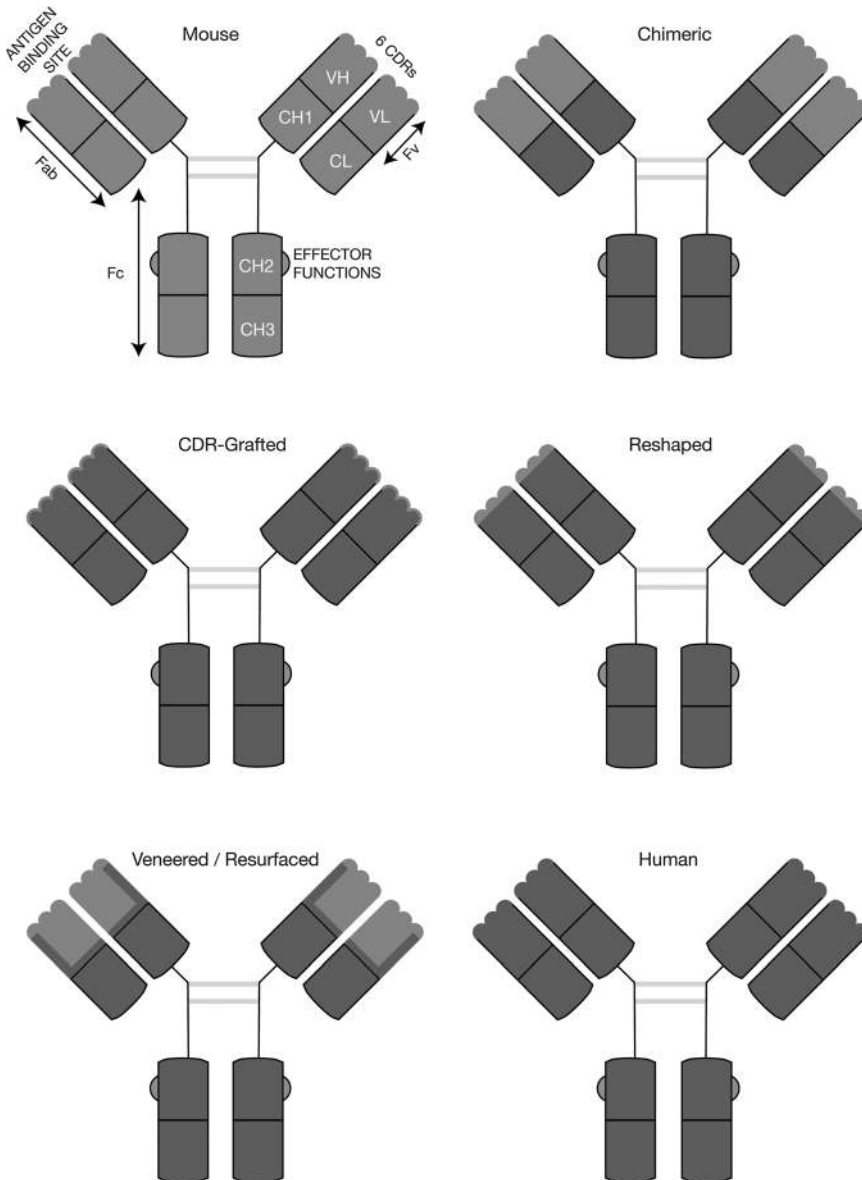 Mouse
ANTIGEN
BINDING
SITE
6 CDRs
VH
CH1
VL
CL
Fv
Fab
Fc
CH2
EFFECTOR
FUNCTIONS
CH3
Chimeric
CDR-Grafted
Reshaped
Veneered / Resurfaced
Human